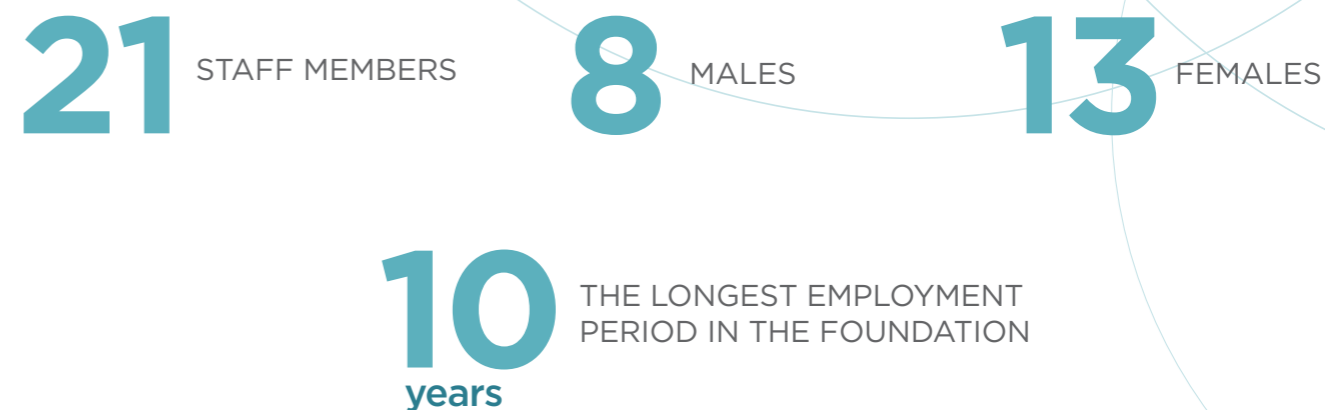 21 STAFF MEMBERS
8 MALES
13 FEMALES
10
years
THE LONGEST EMPLOYMENT
PERIOD IN THE FOUNDATION